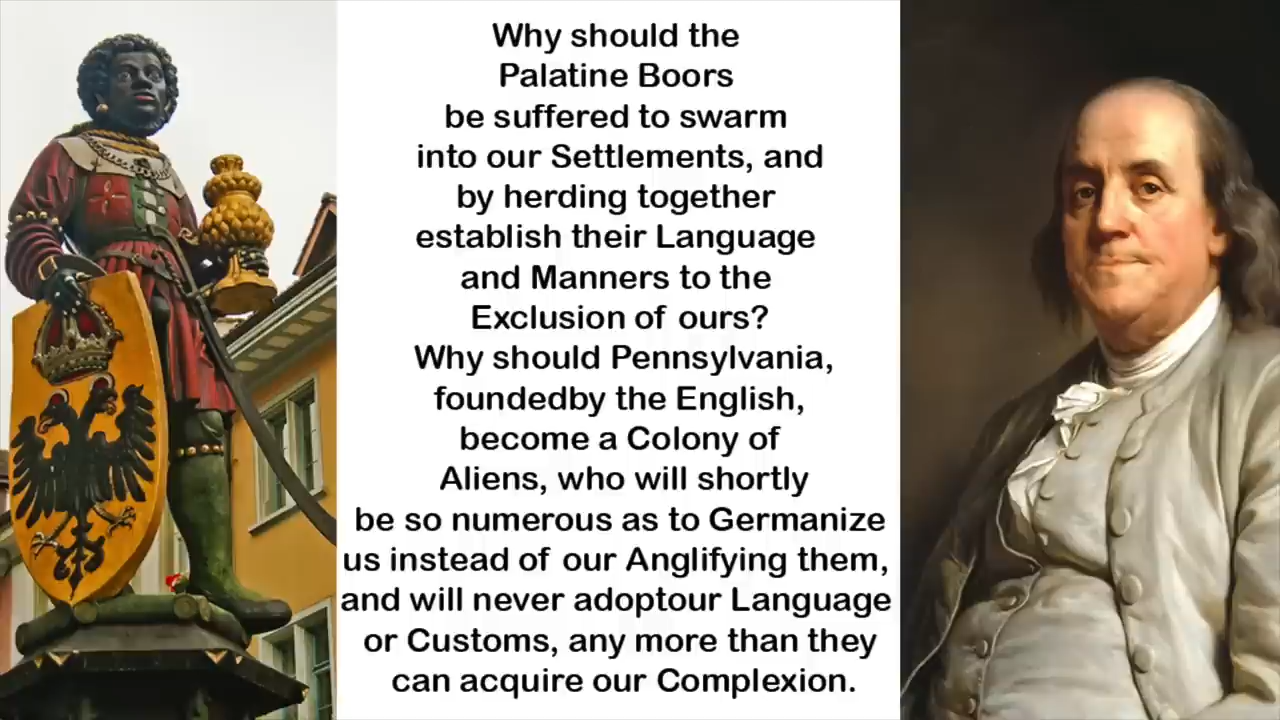 Why should the
Palatine Boors
be suffered to swarm
into our Settlements, and
by herding together
establish their Language
and Manners to the
Exclusion of ours?
Why should Pennsylvania,
foundedby the English,
become a Colony of
Aliens, who will shortly
be so numerous as to Germanize
us instead of our Anglifying them,
and will never adoptour Language
or Customs, any more than they
can acquire our Complexion.